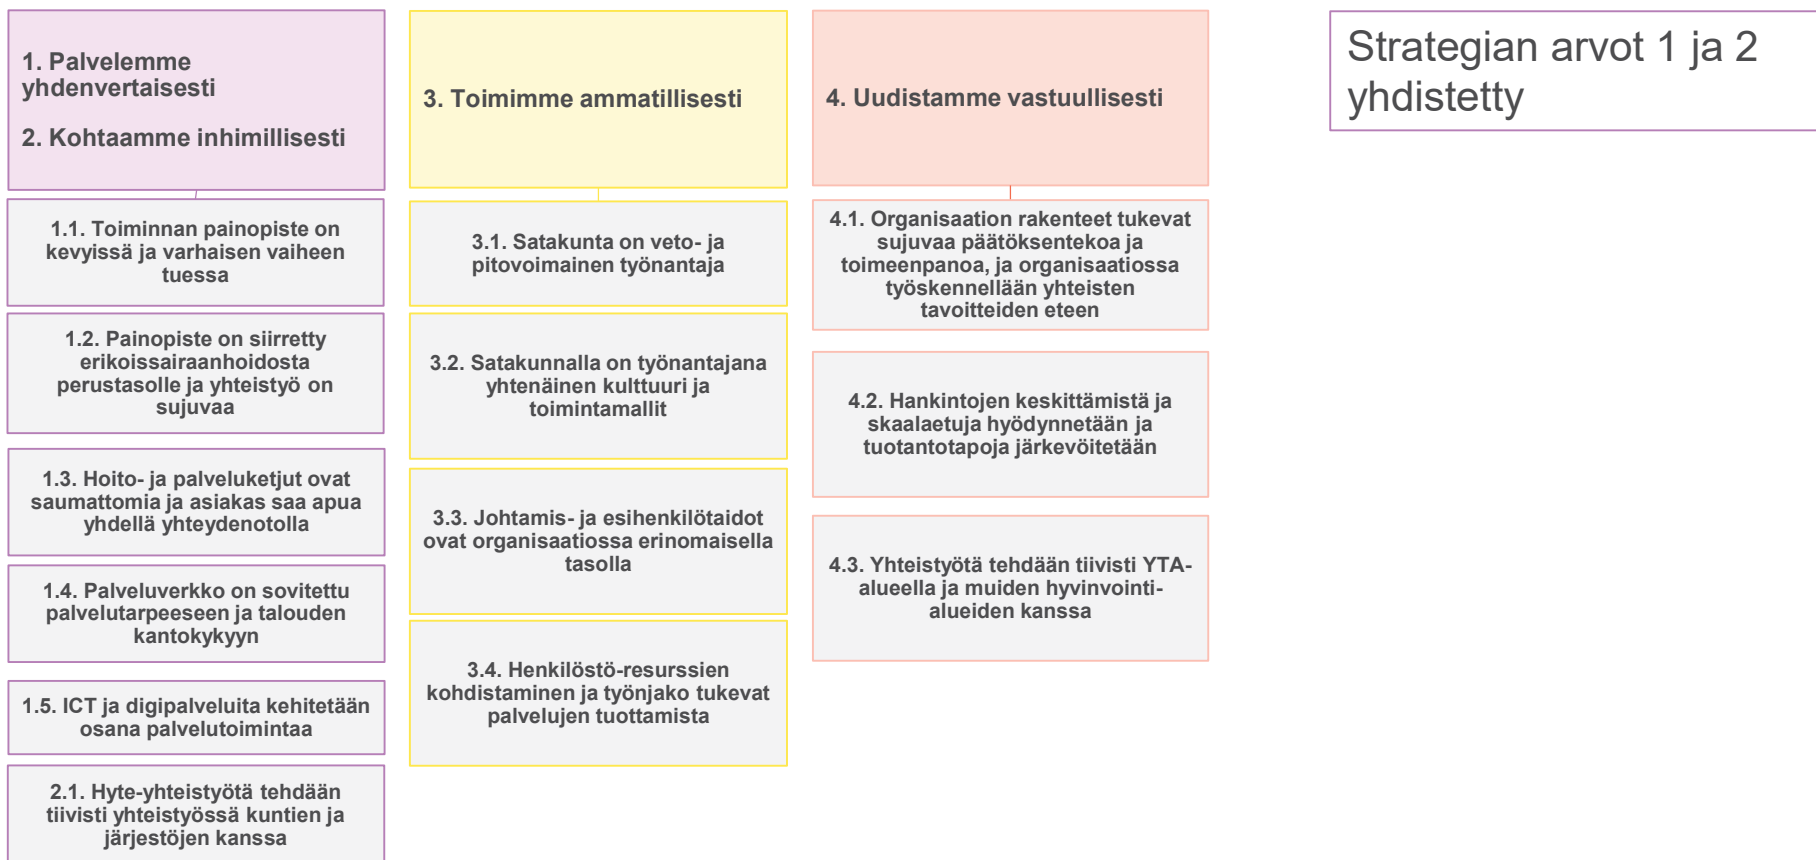 1. Palvelemme
yhdenvertaisesti
2. Kohtaamme inhimillisesti
1.1. Toiminnan painopiste on
kevyissä ja varhaisen vaiheen
tuessa
1.2. Painopiste on siirretty
erikoissairaanhoidosta
perustasolle ja yhteistyö on
sujuvaa
1.3. Hoito- ja palveluketjut ovat
saumattomia ja asiakas saa apua
yhdellä yhteydenotolla
1.4. Palveluverkko on sovitettu
palvelutarpeeseen ja talouden
kantokykyyn
1.5. ICT ja digipalveluita kehitetään
osana palvelutoimintaa
2.1. Hyte-yhteistyötä tehdään
tiivisti yhteistyössä kuntien ja
järjestöjen kanssa
3. Toimimme ammatillisesti
3.1. Satakunta on veto- ja
pitovoimainen työnantaja
3.2. Satakunnalla on työnantajana
yhtenäinen kulttuuri ja
toimintamallit
3.3. Johtamis- ja esihenkilötaidot
ovat organisaatiossa erinomaisella
tasolla
3.4. Henkilöstö-resurssien
kohdistaminen ja työnjako tukevat
palvelujen tuottamista
4. Uudistamme vastuullisesti
4.1. Organisaation rakenteet tukevat
sujuvaa päätöksentekoa ja
toimeenpanoa, ja organisaatiossa
työskennellään yhteisten
tavoitteiden eteen
4.2. Hankintojen keskittämistä ja
skaalaetuja hyödynnetään ja
tuotantotapoja järkevöitetään
4.3. Yhteistyötä tehdään tiivisti YTA-
alueella ja muiden hyvinvointi-
alueiden kanssa
Strategian arvot 1 ja 2
yhdistetty